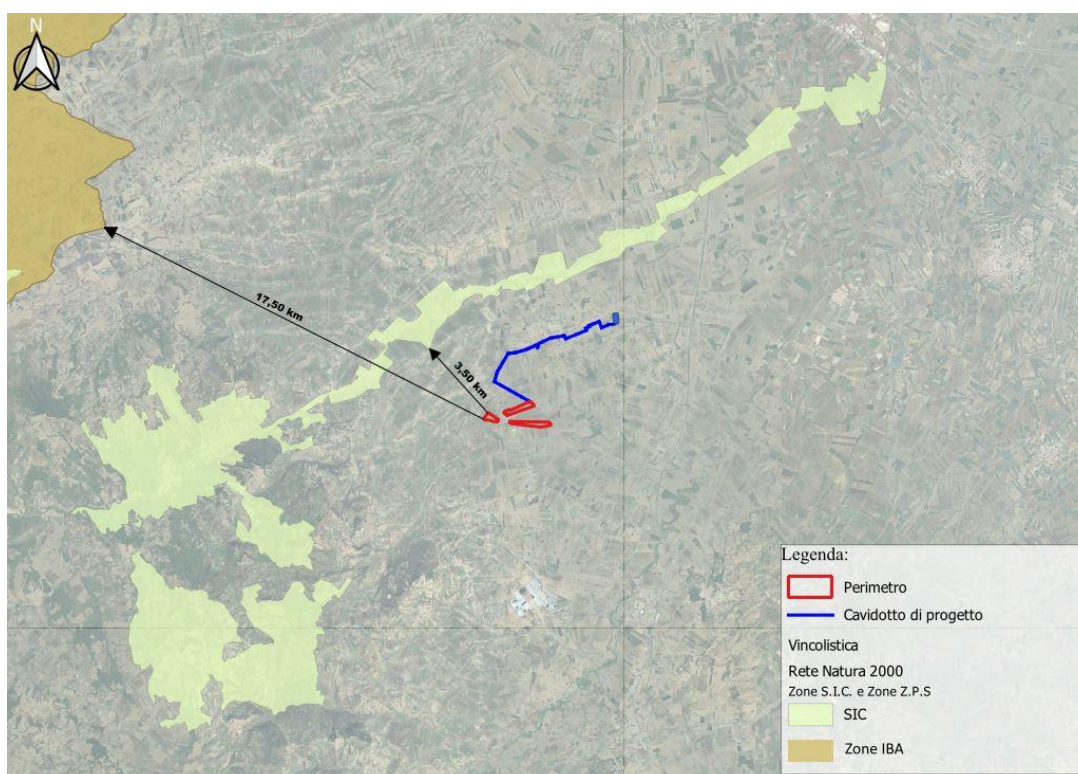 N
17,50 km
3,50 km
Legenda:
Perimetro
Cavidotto di progetto
Vincolistica
Rete Natura 2000
Zone S.I.C. e Zone Z.P.S
SIC
Zone IBA